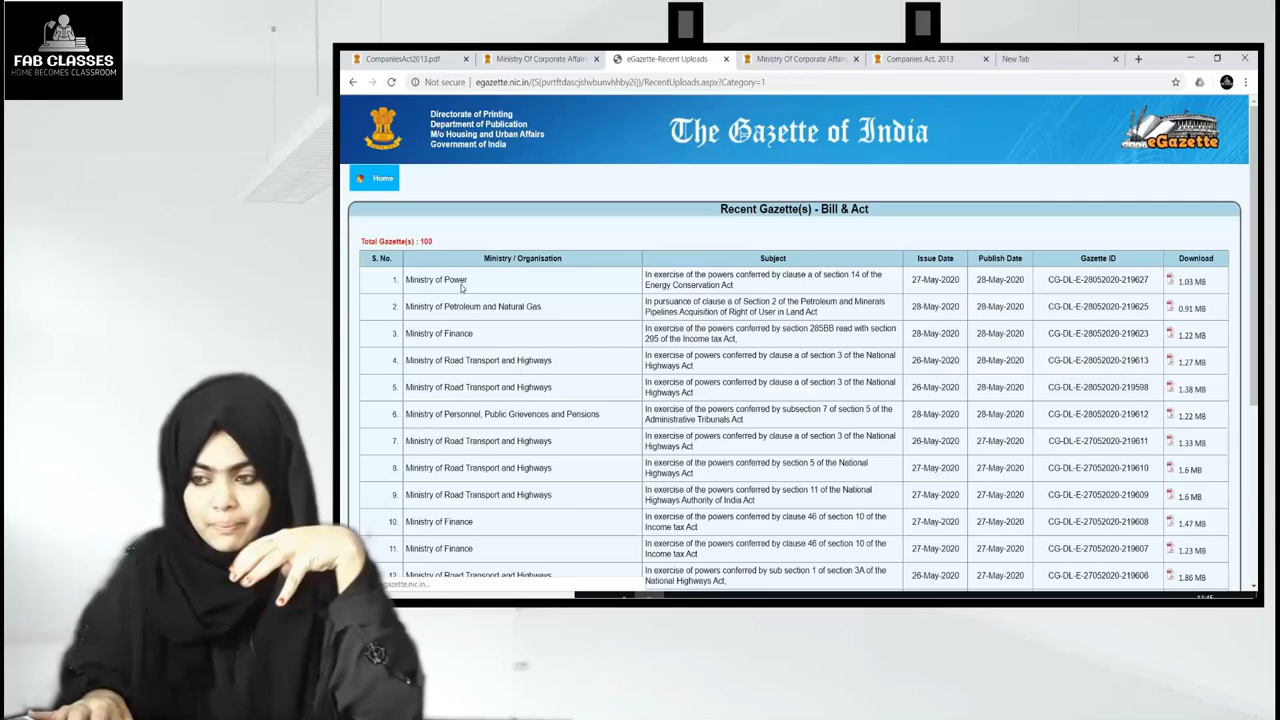 FAB CLASSES
HOME BECOMES CLASSROOM
CompaniesAct2013.pdf
Ministry Of Corporate Affairs
eGazette-Recent Uploads
Ministry Of Corporate Affairs
Companies Act, 2013
New Tab
Not secure
RecentUploads.aspx?Category=1
Directorate of Printing
Department of Publication
M/o Housing and Urban Affairs
Government of India
The Gazette of India
eGazette
Home
Recent Gazette(s) - Bill & Act
Total Gazette(s) : 100
S. No. Ministry / Organisation Subject Issue Date Publish Date Gazette ID Download
1. Ministry of Power In exercise of the powers conferred by clause a of section 14 of the 27-May-2020 28-May-2020 CG-DL-E-28052020-219627 1.03 MB
Energy Conservation Act
2. Ministry of Petroleum and Natural Gas In pursuance of clause a of Section 2 of the Petroleum and Minerals 28-May-2020 28-May-2020 CG-DL-E-28052020-219625 0.91 MB
Pipelines Acquisition of Right of User in Land Act
3. Ministry of Finance In exercise of powers conferred by section 285BB read with section 28-May-2020 28-May-2020 CG-DL-E-28052020-219623 1.22 MB
295 of the Income tax Act,
4. Ministry of Road Transport and Highways In exercise of powers conferred by clause a of section 3 of the National 26-May-2020 28-May-2020 CG-DL-E-28052020-219613 1.27 MB
Highways Act
5. Ministry of Road Transport and Highways In exercise of powers conferred by clause a of section 3 of the National 26-May-2020 28-May-2020 CG-DL-E-28052020-219598 1.38 MB
Highways Act
6. Ministry of Personnel, Public Grievences and Pensions In exercise of the powers conferred by subsection 7 of section 5 of the 28-May-2020 28-May-2020 CG-DL-E-28052020-219612 1.22 MB
Administrative Tribunals Act
7. Ministry of Road Transport and Highways In exercise of powers conferred by clause a of section 3 of the National 26-May-2020 27-May-2020 CG-DL-E-27052020-219611 1.33 MB
Highways Act
8. Ministry of Road Transport and Highways In exercise of the powers conferred by section 5 of the National 27-May-2020 27-May-2020 CG-DL-E-27052020-219610 1.6 MB
Highways Act
9. Ministry of Road Transport and Highways In exercise of the powers conferred by section 11 of the National 27-May-2020 27-May-2020 CG-DL-E-27052020-219609 1.6 MB
Highways Authority of India Act
10. Ministry of Finance In exercise of the powers conferred by clause 46 of section 10 of the 27-May-2020 27-May-2020 CG-DL-E-27052020-219608 1.47 MB
Income tax Act
11. Ministry of Finance In exercise of the powers conferred by clause 46 of section 10 of the 27-May-2020 27-May-2020 CG-DL-E-27052020-219607 1.23 MB
Income tax Act
12. Ministry of Road Transport and Highways In exercise of powers conferred by sub section 1 of section 3A of the 26-May-2020 27-May-2020 CG-DL-E-27052020-219606 1.86 MB
National Highways Act,